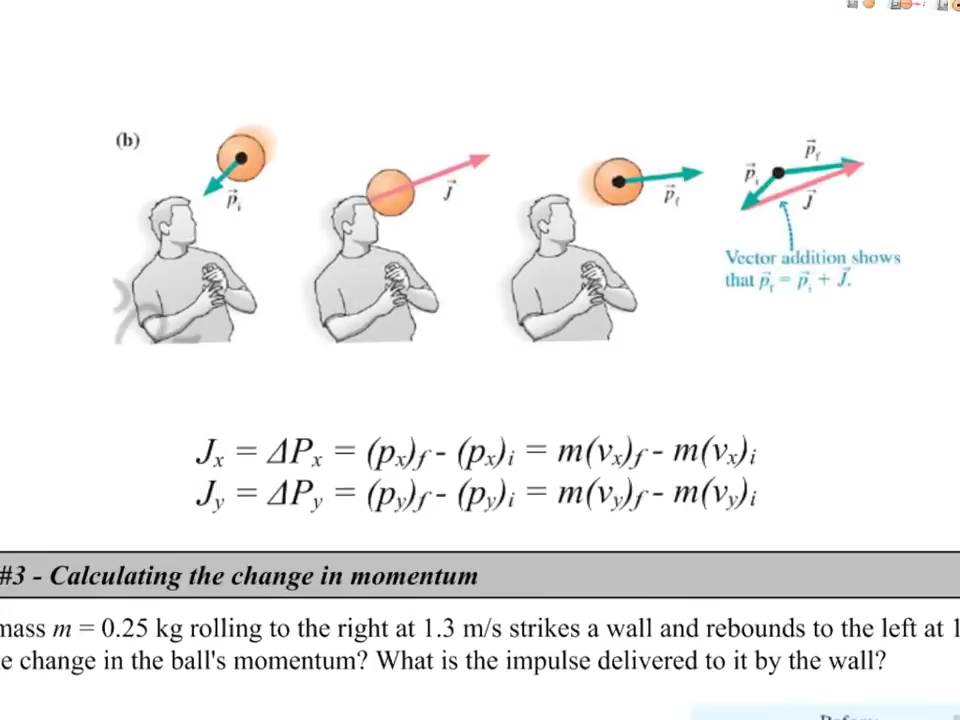 (b)
p⃗i
J⃗
p⃗f
p⃗i
p⃗f
J⃗
Vector addition shows
that p⃗f = p⃗i + J⃗.
Jx = ΔPx = (px)f - (px)i = m(vx)f - m(vx)i
Jy = ΔPy = (py)f - (py)i = m(vy)f - m(vy)i
#3 - Calculating the change in momentum
mass m = 0.25 kg rolling to the right at 1.3 m/s strikes a wall and rebounds to the left at 1
e change in the ball's momentum? What is the impulse delivered to it by the wall?